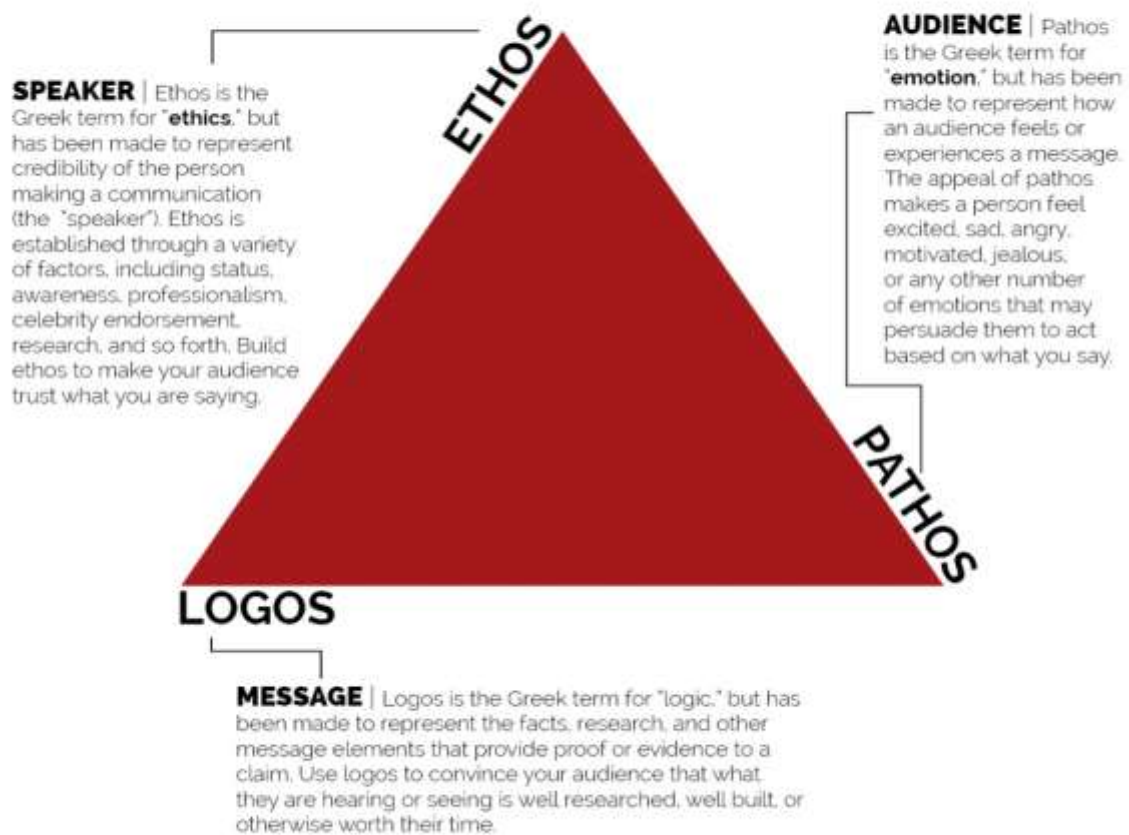 ETHOS
SPEAKER | Ethos is the
Greek term for "ethics," but
has been made to represent
credibility of the person
making a communication
(the "speaker"). Ethos is
established through a variety
of factors, including status,
awareness, professionalism,
celebrity endorsement,
research, and so forth. Build
ethos to make your audience
trust what you are saying.
AUDIENCE | Pathos
is the Greek term for
"emotion," but has been
made to represent how
an audience feels or
experiences a message.
The appeal of pathos
makes a person feel
excited, sad, angry,
motivated, jealous,
or any other number
of emotions that may
persuade them to act
based on what you say.
PATHOS
LOGOS
MESSAGE | Logos is the Greek term for "logic," but has
been made to represent the facts, research, and other
message elements that provide proof or evidence to a
claim. Use logos to convince your audience that what
they are hearing or seeing is well researched, well built, or
otherwise worth their time.